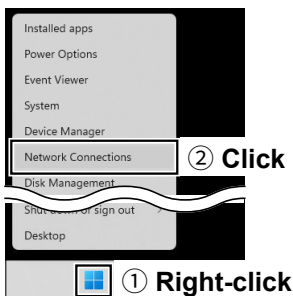 Installed apps
Power Options
Event Viewer
System
Device Manager
Network Connections
② Click
Disk Management
Shut down or sign out >
Desktop
① Right-click